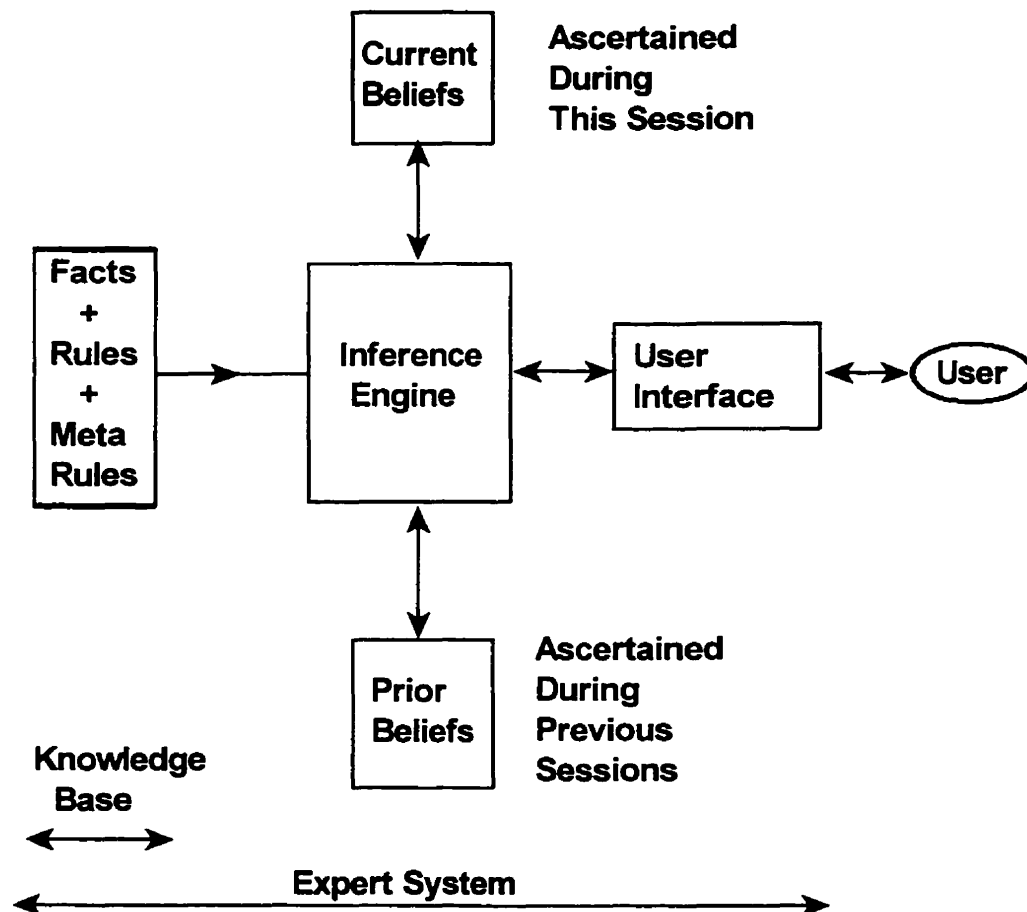 Current
Beliefs
Ascertained
During
This Session
Facts
+
Rules
+
Meta
Rules
Inference
Engine
User
Interface
User
Prior
Beliefs
Ascertained
During
Previous
Sessions
Knowledge
Base
Expert System